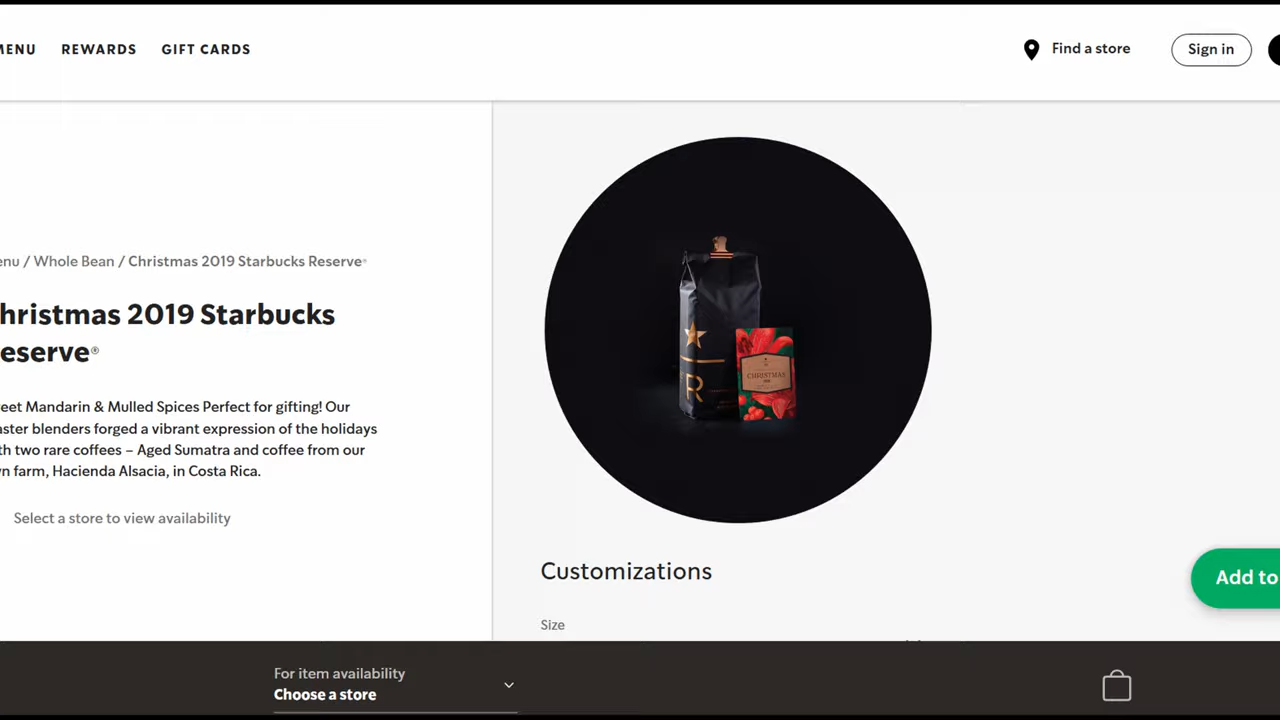 MENU REWARDS GIFT CARDS Find a store Sign in
enu / Whole Bean / Christmas 2019 Starbucks Reserve®
hristmas 2019 Starbucks
eserve®
eet Mandarin & Mulled Spices Perfect for gifting! Our
aster blenders forged a vibrant expression of the holidays
th two rare coffees – Aged Sumatra and coffee from our
n farm, Hacienda Alsacia, in Costa Rica.
Select a store to view availability
R
CHRISTMAS
Customizations
Add to
Size
For item availability
Choose a store